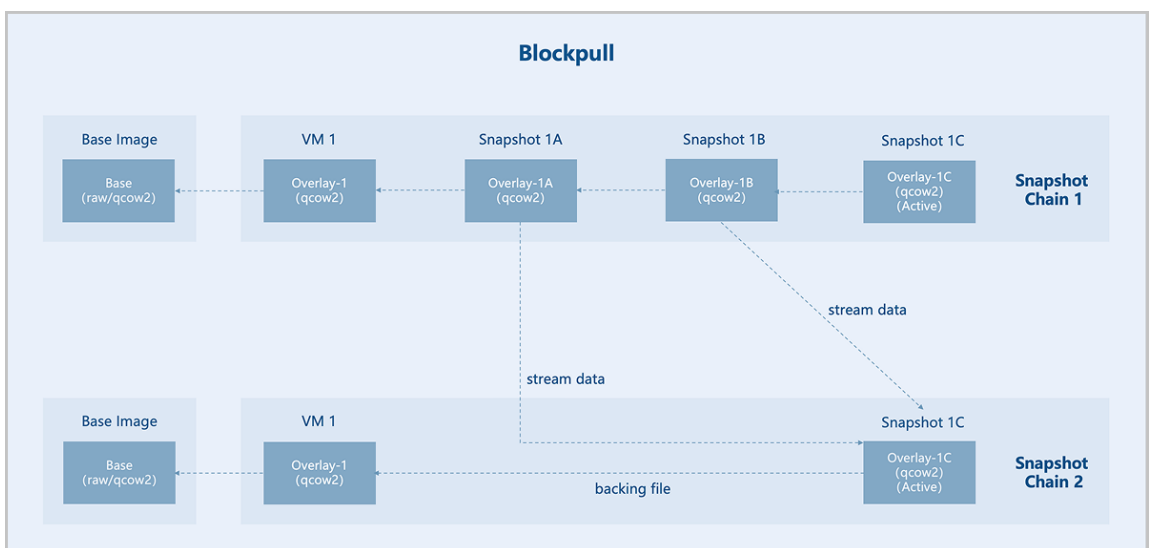 Blockpull
Base Image
VM 1
Snapshot 1A
Snapshot 1B
Snapshot 1C
Base
(raw/qcow2)
Overlay-1
(qcow2)
Overlay-1A
(qcow2)
Overlay-1B
(qcow2)
Overlay-1C
(qcow2)
(Active)
Snapshot
Chain 1
stream data
stream data
Base Image
VM 1
Snapshot 1C
Base
(raw/qcow2)
Overlay-1
(qcow2)
backing file
Overlay-1C
(qcow2)
(Active)
Snapshot
Chain 2